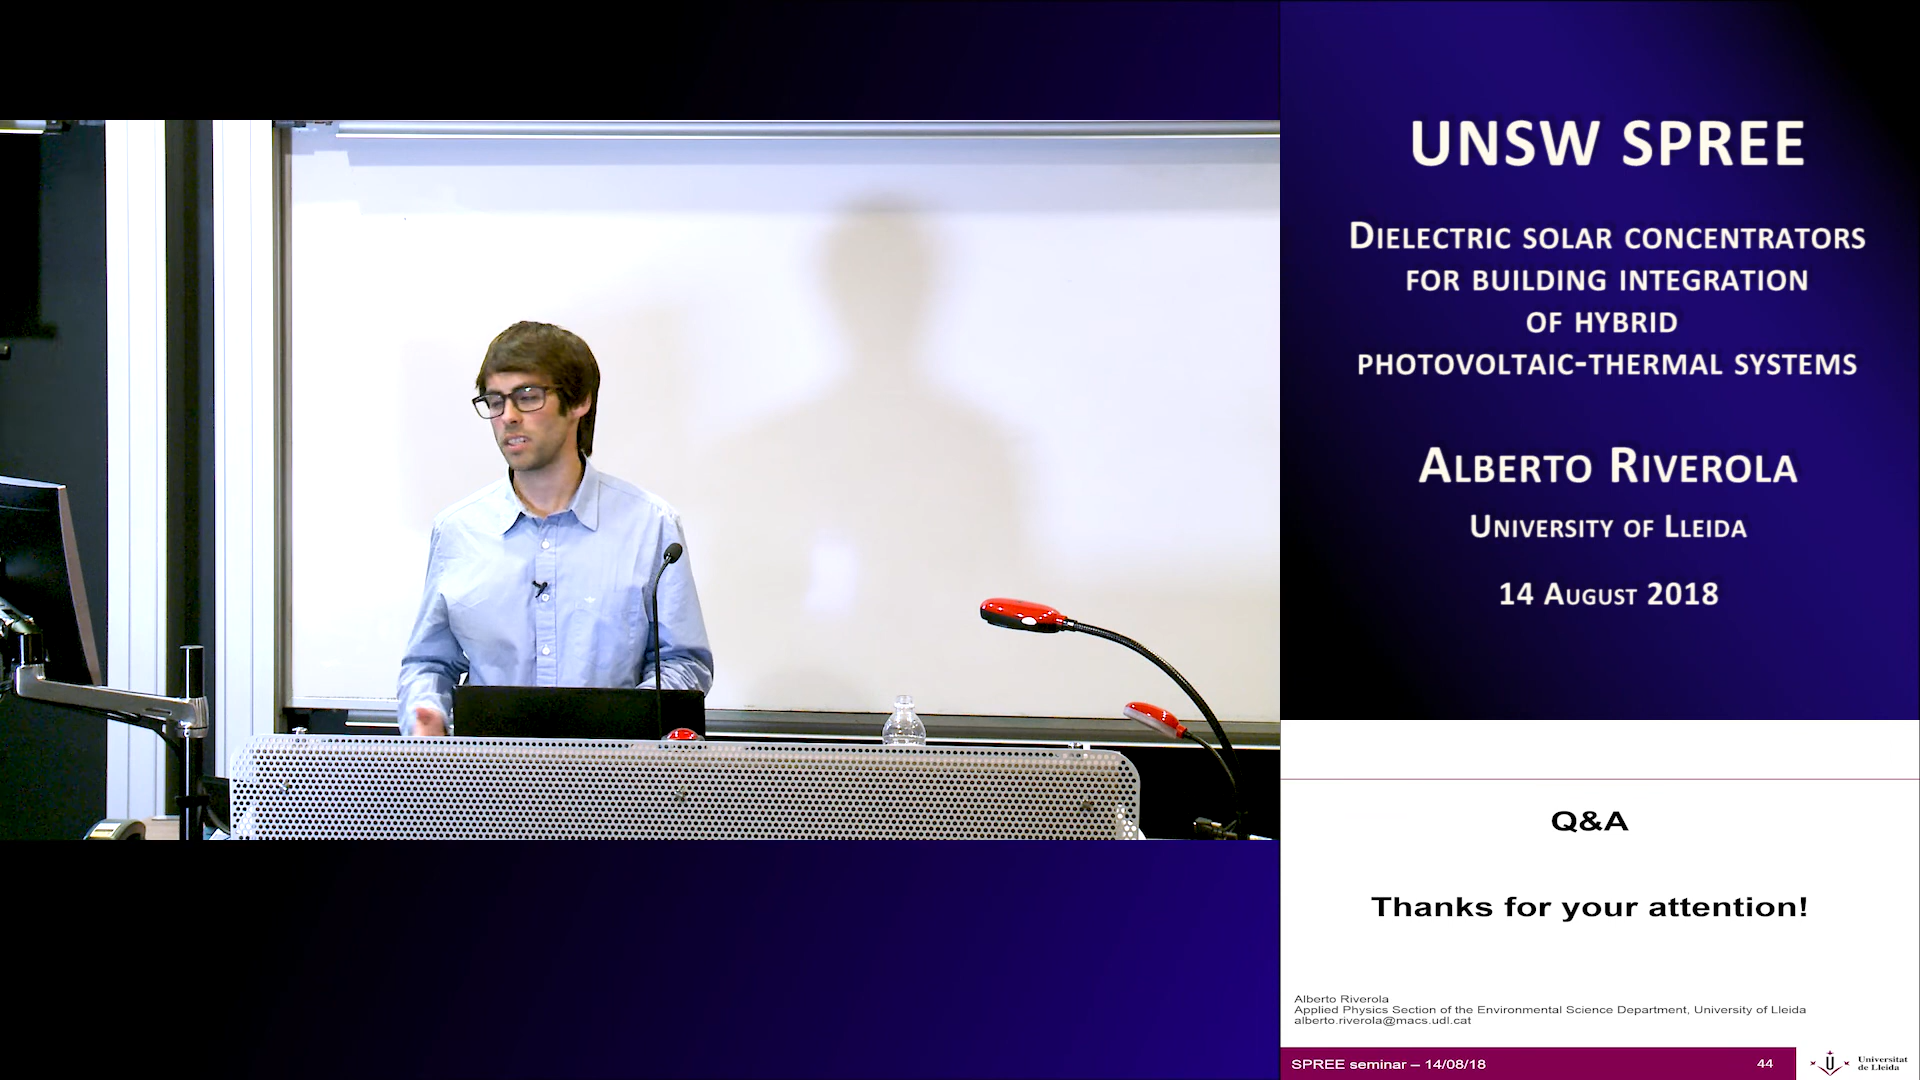 UNSW SPREE
DIELECTRIC SOLAR CONCENTRATORS
FOR BUILDING INTEGRATION
OF HYBRID
PHOTOVOLTAIC-THERMAL SYSTEMS
ALBERTO RIVEROLA
UNIVERSITY OF LLEIDA
14 AUGUST 2018
Q&A
Thanks for your attention!
Alberto Riverola
Applied Physics Section of the Environmental Science Department, University of Lleida
alberto.riverola@macs.udl.cat
SPREE seminar – 14/08/18
44
U
Universitat
de Lleida